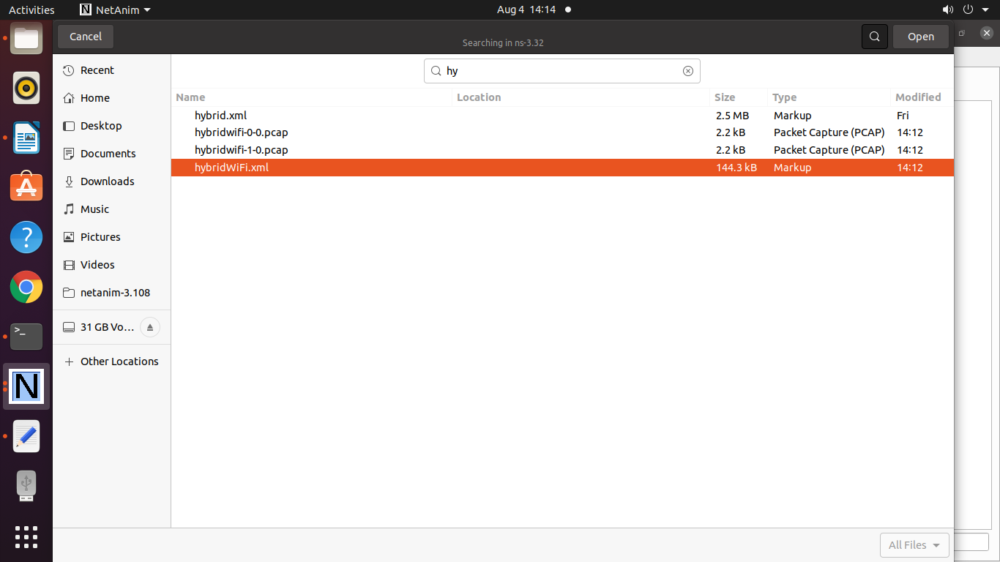 Activities NetAnim Aug 4 14:14
Cancel Searching in ns-3.32 Open
Recent
Home
Desktop
Documents
Downloads
Music
Pictures
Videos
netanim-3.108
31 GB Vo...
Other Locations
hy
Name Location Size Type Modified
hybrid.xml 2.5 MB Markup Fri
hybridwifi-0-0.pcap 2.2 kB Packet Capture (PCAP) 14:12
hybridwifi-1-0.pcap 2.2 kB Packet Capture (PCAP) 14:12
hybridWiFi.xml 144.3 kB Markup 14:12
All Files